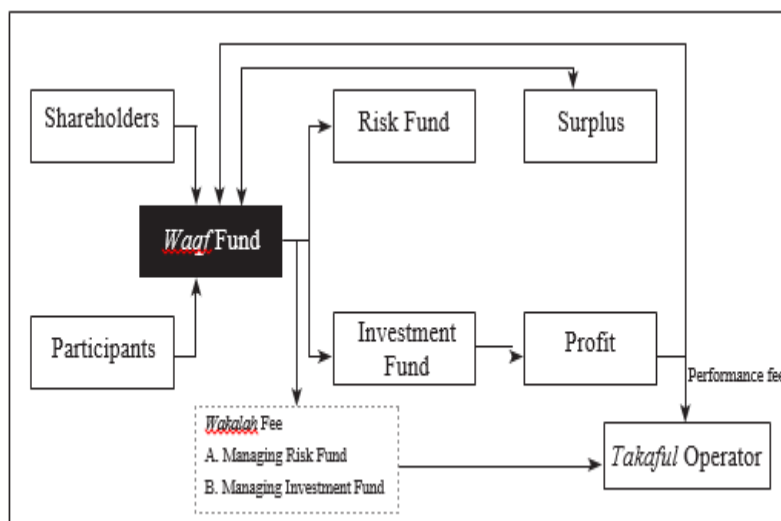 Shareholders
Risk Fund
Surplus
Waqf Fund
Participants
Investment
Fund
Profit
Performance fee
Wakalah Fee
A. Managing Risk Fund
B. Managing Investment Fund
Takaful Operator